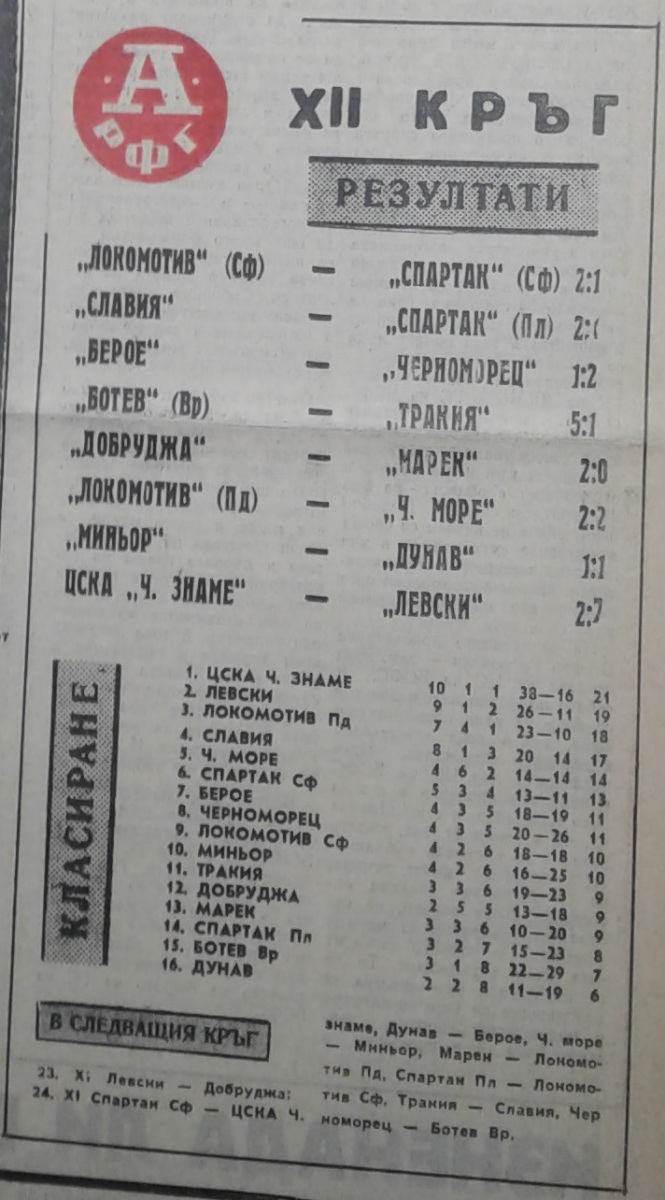 А
РФГ
XII КРЪГ
РЕЗУЛТАТИ
„ЛОКОМОТИВ“ (Сф) — „СПАРТАК“ (Сф) 2:1
„СЛАВИЯ“ — „СПАРТАК“ (Пл)
„БЕРОЕ“ — „ЧЕРНОМОРЕЦ“ 1:2
„БОТЕВ“ (Вр) — „ТРАКИЯ“ 5:1
„ДОБРУДЖА“ — „МАРЕК“ 2:0
„ЛОКОМОТИВ“ (Пд) — „Ч. МОРЕ“ 2:2
„МИНЬОР“ — „ДУНАВ“ 1:1
ЦСКА „Ч. ЗНАМЕ“ — „ЛЕВСКИ“
КЛАСИРАНЕ
1. ЦСКА Ч. ЗНАМЕ 10 1 1 38—16 21
2. ЛЕВСКИ 9 1 2 26—11 19
3. ЛОКОМОТИВ Пд 7 4 1 23—10 18
4. СЛАВИЯ 8 1 3 20 14 17
5. Ч. МОРЕ 4 6 2 14—14 14
6. СПАРТАК Сф 5 3 4 13—11 13
7. БЕРОЕ 4 3 5 18—19 11
8. ЧЕРНОМОРЕЦ 4 3 5 20—26 11
9. ЛОКОМОТИВ Сф 4 2 6 18—18 10
10. МИНЬОР 4 2 6 16—25 10
11. ТРАКИЯ 3 3 6 19—23 9
12. ДОБРУДЖА 2 5 5 13—18 9
13. МАРЕК 3 3 6 10—20 9
14. СПАРТАК Пл 3 2 7 15—23 8
15. БОТЕВ Вр 3 1 8 22—29 7
16. ДУНАВ 2 2 8 11—19 6
В СЛЕДВАЩИЯ КРЪГ
23. XI Левски — Добруджа;
24. XI Спартак Сф — ЦСКА Ч.
знаме, Дунав — Берое, Ч. море
— Миньор, Марек — Локомо-
тив Пд, Спартак Пл — Локомо-
тив Сф, Тракия — Славия, Чер
номорец — Ботев Вр.